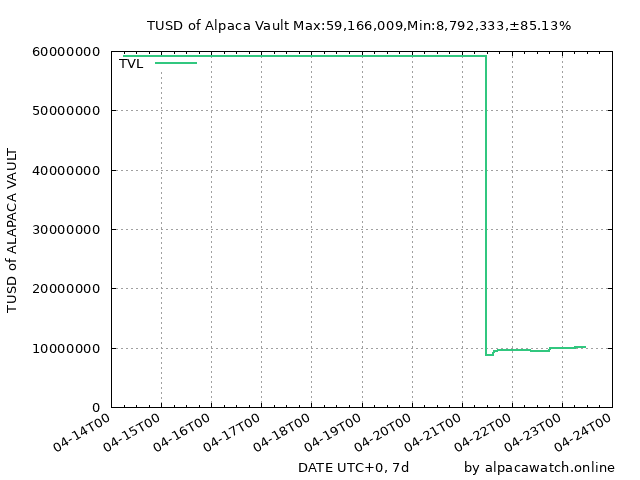 TUSD of Alpaca Vault Max:59,166,009,Min:8,792,333,±85.13%
TVL
60000000
50000000
40000000
30000000
20000000
10000000
0
TUSD of ALAPACA VAULT
04-14T00
04-15T00
04-16T00
04-17T00
04-18T00
04-19T00
04-20T00
04-21T00
04-22T00
04-23T00
04-24T00
DATE UTC+0, 7d
by alpacawatch.online